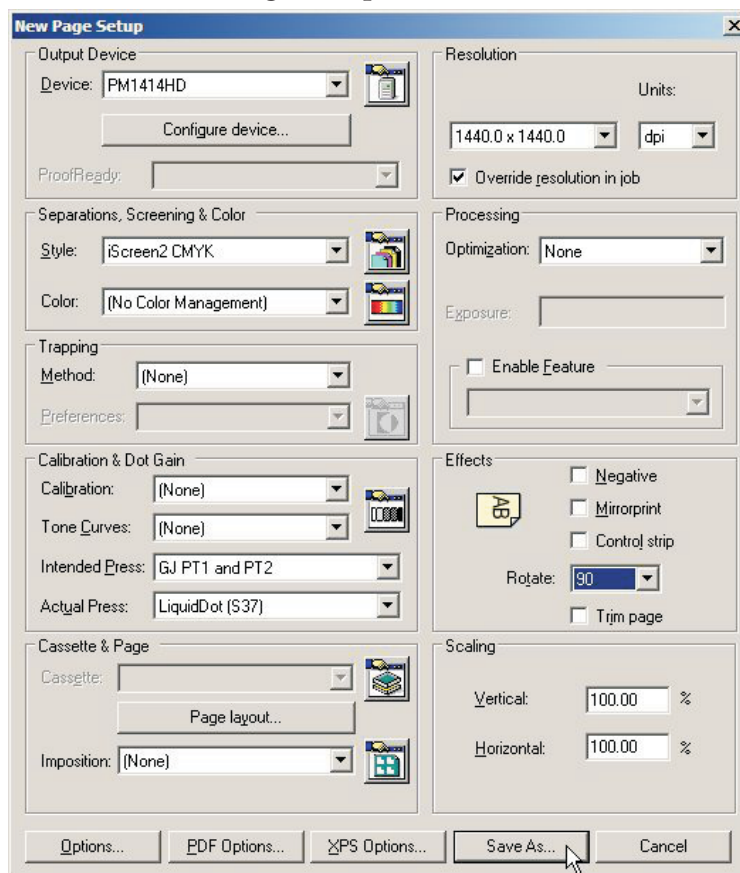 New Page Setup
Output Device
Device: PM1414HD
Configure device...
ProofReady:
Separations, Screening & Color
Style: iScreen2 CMYK
Color: (No Color Management)
Trapping
Method: (None)
Preferences:
Calibration & Dot Gain
Calibration: (None)
Tone Curves: (None)
Intended Press: GJ PT1 and PT2
Actual Press: LiquidDot (S37)
Cassette & Page
Cassette:
Page layout...
Imposition: (None)
Resolution
Units:
1440.0 x 1440.0 dpi
Override resolution in job
Processing
Optimization: None
Exposure:
Enable Feature
Effects
Negative
AB
Mirrorprint
Control strip
Rotate: 90
Trim page
Scaling
Vertical: 100.00 %
Horizontal: 100.00 %
Options... PDF Options... XPS Options... Save As... Cancel